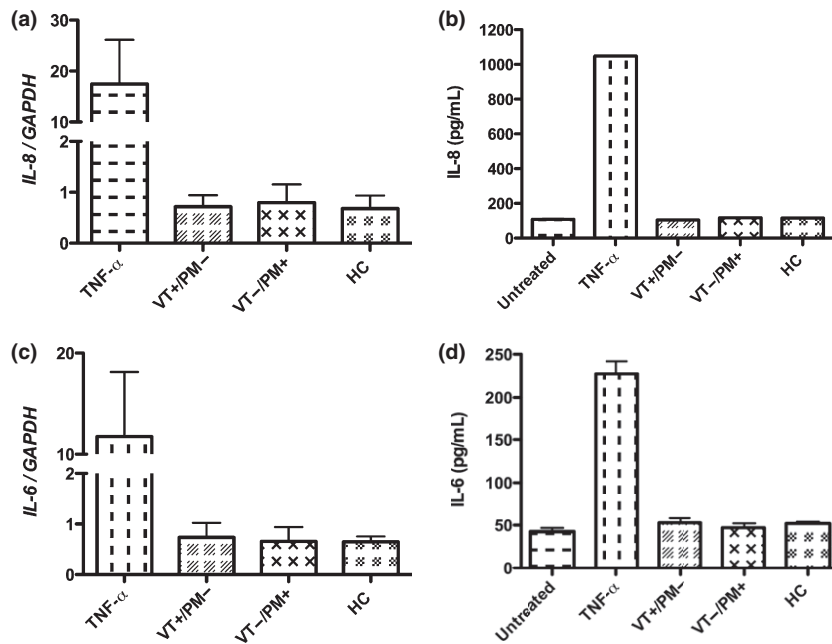 (a)
IL-8 / GAPDH
30
20
10
2
1
0
TNF-α
VT+/PM−
VT−/PM+
HC
(b)
IL-8 (pg/mL)
1200
1000
800
600
400
200
0
Untreated
TNF-α
VT+/PM−
VT−/PM+
HC
(c)
IL-6 / GAPDH
20
10
2
1
0
TNF-α
VT+/PM−
VT−/PM+
HC
(d)
IL-6 (pg/mL)
250
200
150
100
50
0
Untreated
TNF-α
VT+/PM−
VT−/PM+
HC